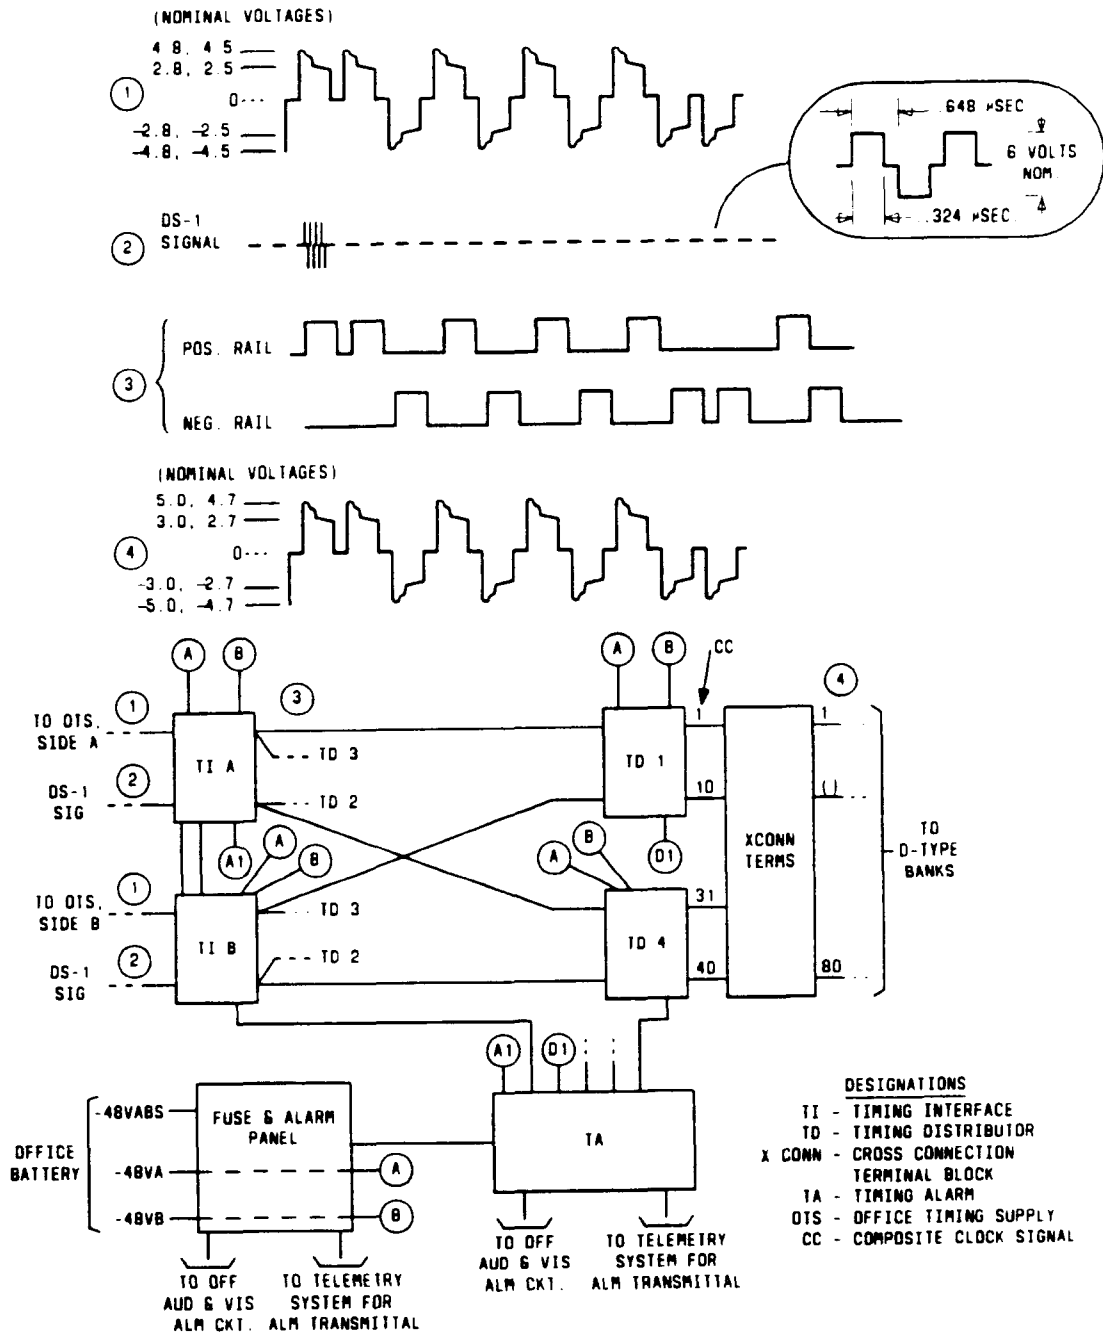 (NOMINAL VOLTAGES)
4.8, 4.5
2.8, 2.5
1
0
-2.8, -2.5
-4.8, -4.5
.648 µSEC
6 VOLTS
NOM.
.324 µSEC.
DS-1
SIGNAL
2
POS. RAIL
3
NEG. RAIL
(NOMINAL VOLTAGES)
5.0, 4.7
3.0, 2.7
4
0
-3.0, -2.7
-5.0, -4.7
A
B
A
B
CC
1
3
4
TO OTS,
SIDE A
TI A
TD 3
TD 1
1
1
2
DS-1
SIG
TD 2
10
A1
A
B
A
B
D1
XCONN
TERMS
TO
D-TYPE
BANKS
1
TO OTS,
SIDE B
TI B
TD 3
TD 4
31
2
DS-1
SIG
TD 2
40
80
A1
D1
OFFICE
BATTERY
-48VABS
-48VA
-48VB
FUSE & ALARM
PANEL
A
B
TA
TO OFF
AUD & VIS
ALM CKT.
TO TELEMETRY
SYSTEM FOR
ALM TRANSMITTAL
TO OFF
AUD & VIS
ALM CKT.
TO TELEMETRY
SYSTEM FOR
ALM TRANSMITTAL
DESIGNATIONS
TI - TIMING INTERFACE
TD - TIMING DISTRIBUTOR
X CONN - CROSS CONNECTION
TERMINAL BLOCK
TA - TIMING ALARM
OTS - OFFICE TIMING SUPPLY
CC - COMPOSITE CLOCK SIGNAL